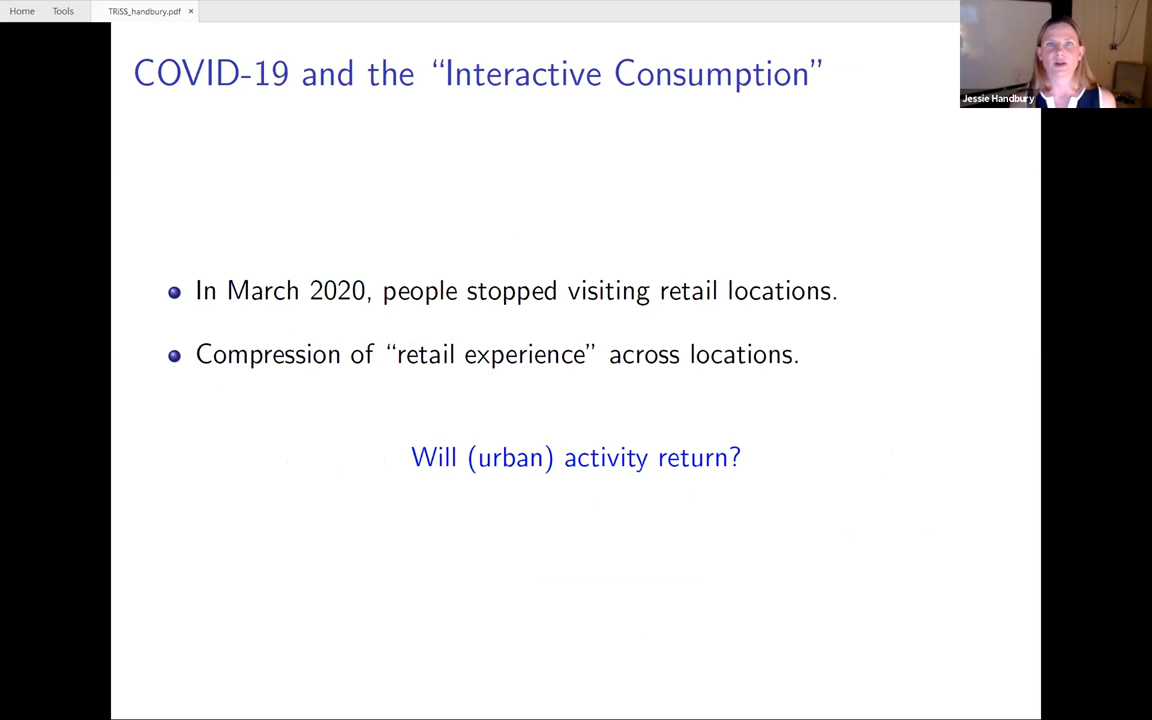 Home Tools TRiSS_handbury.pdf ×
COVID-19 and the “Interactive Consumption”
Jessie Handbury
In March 2020, people stopped visiting retail locations.
Compression of “retail experience” across locations.
Will (urban) activity return?